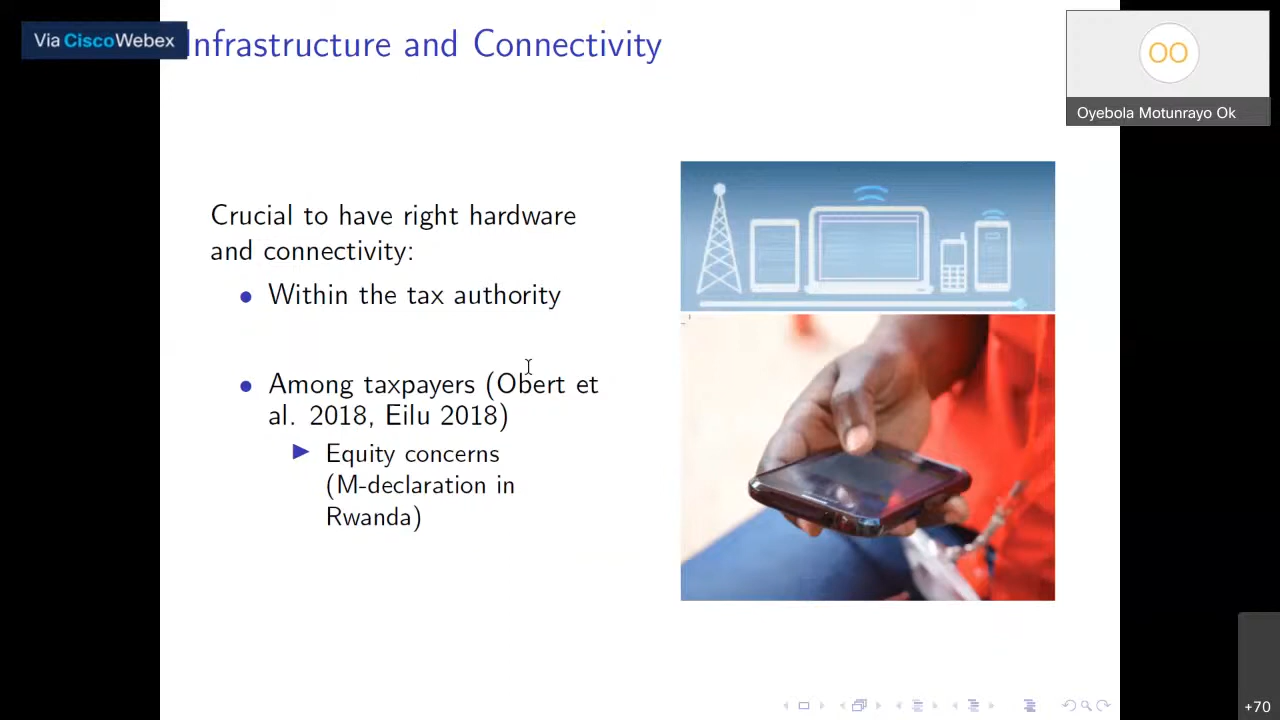 Via CiscoWebex
Infrastructure and Connectivity
OO
Oyebola Motunrayo Ok
Crucial to have right hardware
and connectivity:
• Within the tax authority
• Among taxpayers (Obert et
al. 2018, Eilu 2018)
▶ Equity concerns
(M-declaration in
Rwanda)
+70